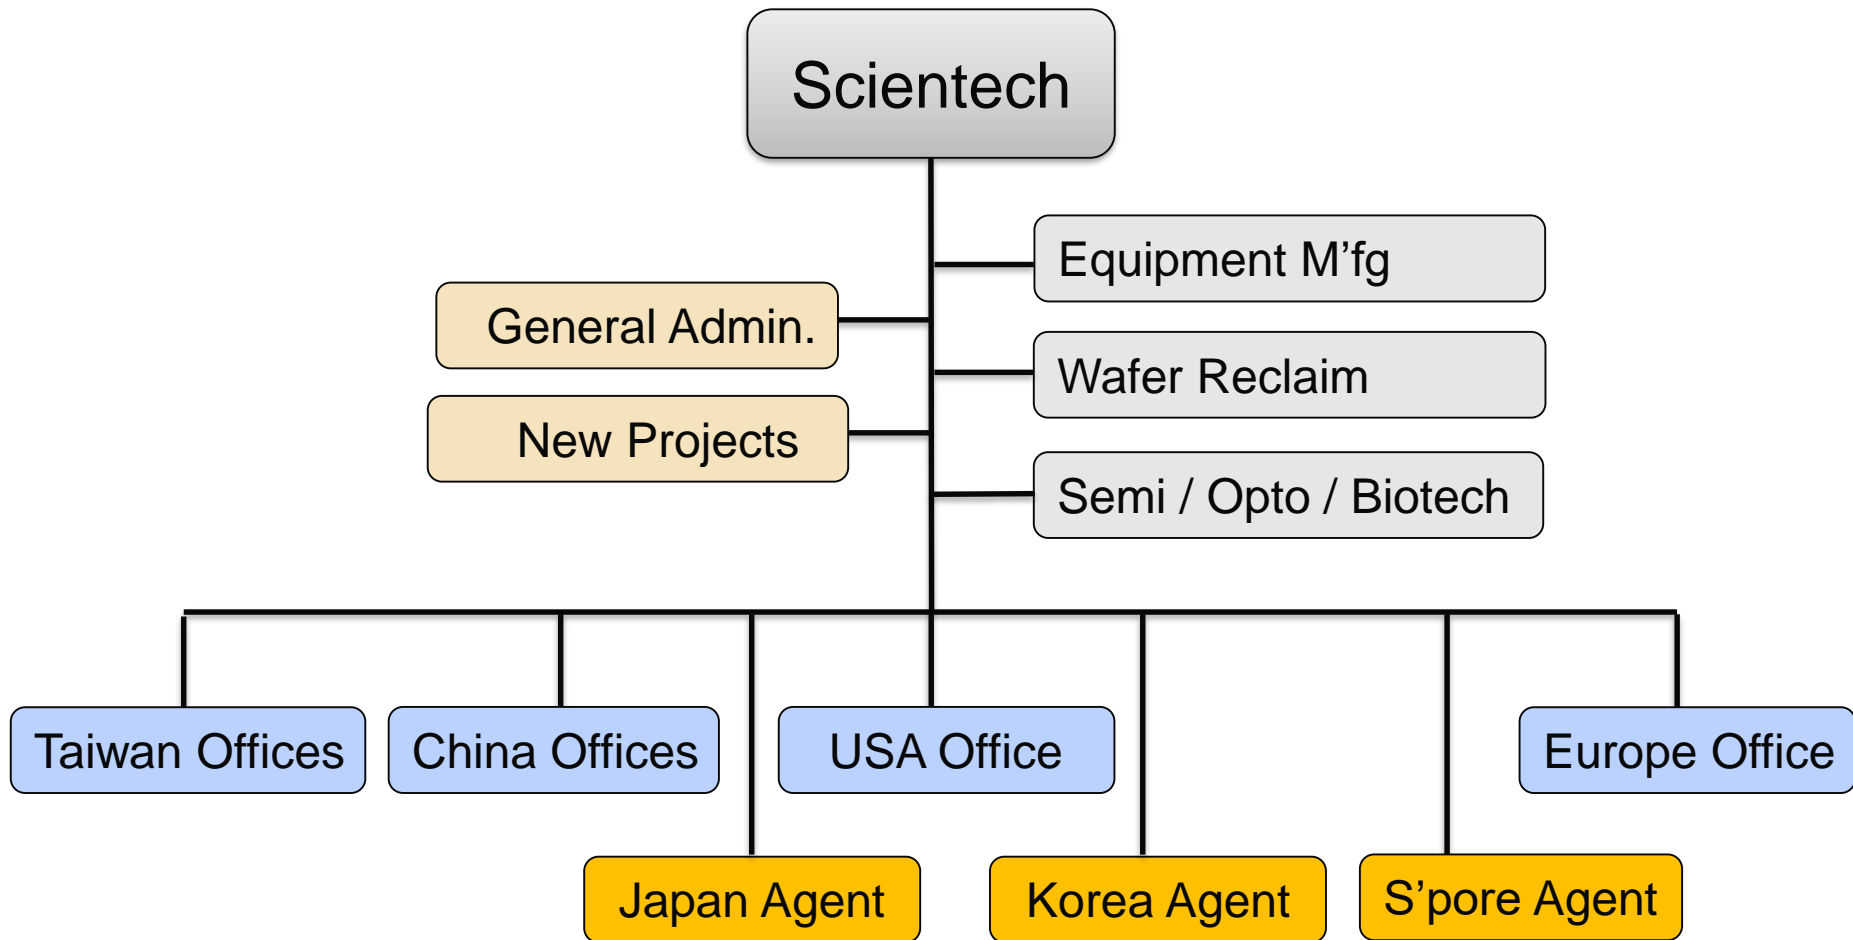 Scientech
Equipment M’fg
General Admin.
Wafer Reclaim
New Projects
Semi / Opto / Biotech
Taiwan Offices
China Offices
USA Office
Europe Office
Japan Agent
Korea Agent
S’pore Agent